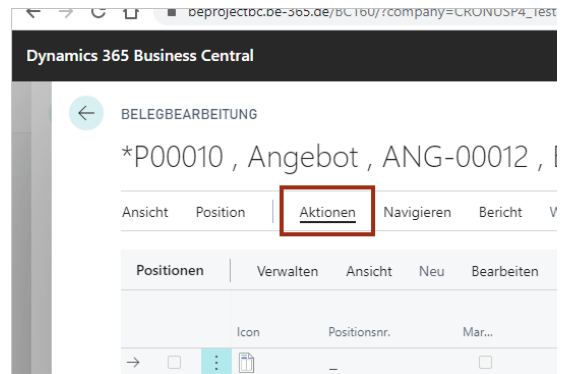 beprojectbc.be-365.de/BC160/?company=CRONUSP4_Test
Dynamics 365 Business Central
BELEGBEARBEITUNG
*P00010 , Angebot , ANG-00012 ,
Ansicht Position Aktionen Navigieren Bericht
Positionen Verwalten Ansicht Neu Bearbeiten
Icon Positionsnr. Mar...
_